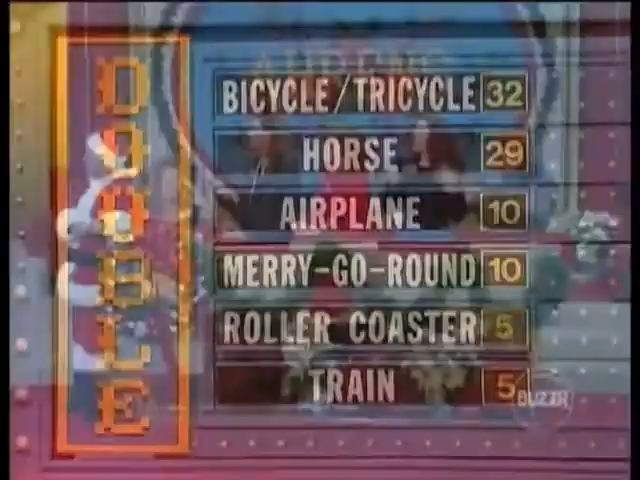 DOUBLE
BICYCLE/TRICYCLE 32
HORSE 29
AIRPLANE 10
MERRY-GO-ROUND 10
ROLLER COASTER 5
TRAIN 5
BUZZR